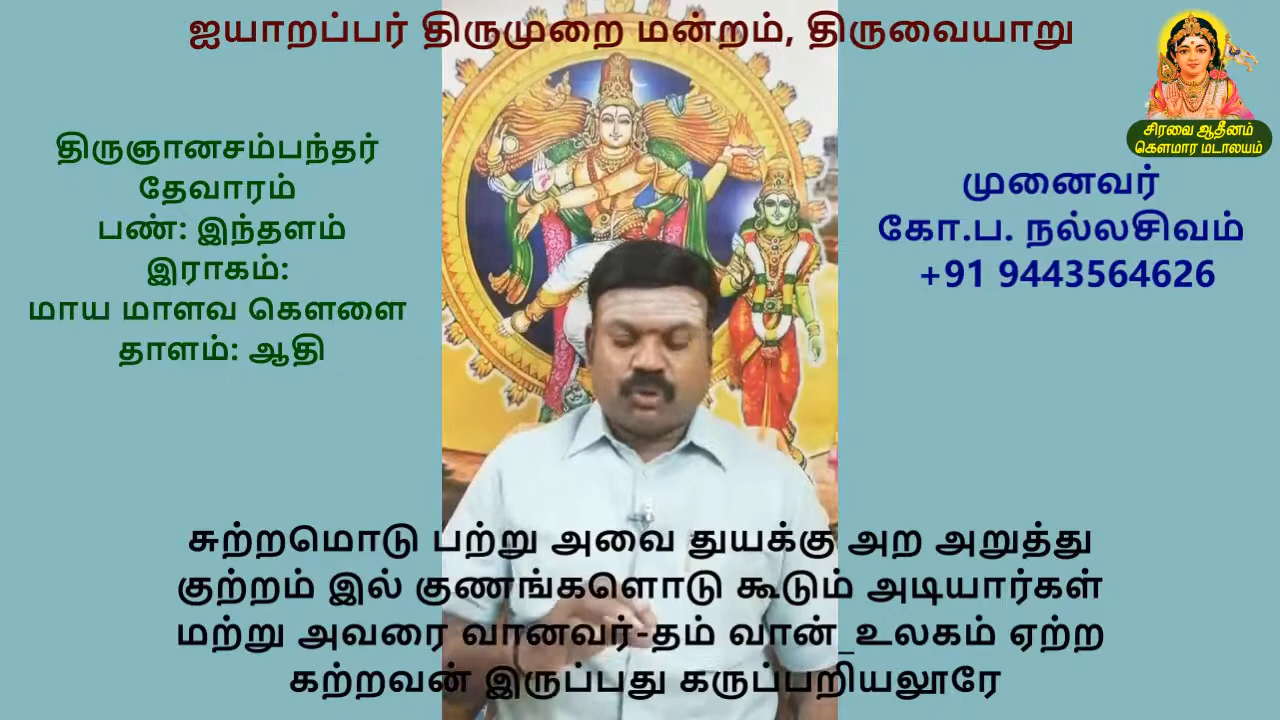 ஐயாறப்பர் திருமுறை மன்றம், திருவையாறு
சிரவை ஆதீனம்
கௌமார மடாலயம்
திருஞானசம்பந்தர்
தேவாரம்
பண்: இந்தளம்
இராகம்:
மாய மாளவ கௌளை
தாளம்: ஆதி
முனைவர்
கோ.ப. நல்லசிவம்
+91 9443564626
சுற்றமொடு பற்று அவை துயக்கு அற அறுத்து
குற்றம் இல் குணங்களொடு கூடும் அடியார்கள்
மற்று அவரை வானவர்-தம் வான்_உலகம் ஏற்ற
கற்றவன் இருப்பது கருப்பறியலூரே